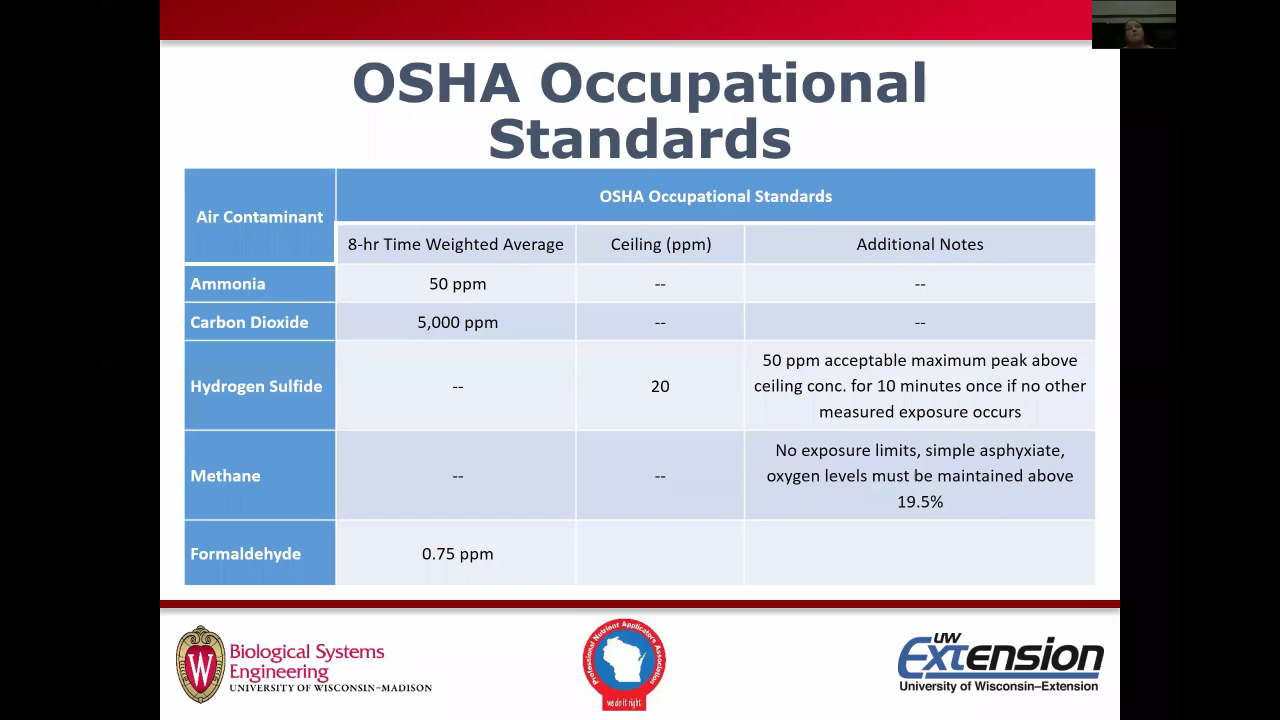 OSHA Occupational
Standards
Air Contaminant
OSHA Occupational Standards
8-hr Time Weighted Average
Ceiling (ppm)
Additional Notes
Ammonia
50 ppm
--
--
Carbon Dioxide
5,000 ppm
--
--
Hydrogen Sulfide
--
20
50 ppm acceptable maximum peak above
ceiling conc. for 10 minutes once if no other
measured exposure occurs
Methane
--
--
No exposure limits, simple asphyxiate,
oxygen levels must be maintained above
19.5%
Formaldehyde
0.75 ppm
W
Biological Systems
Engineering
UNIVERSITY OF WISCONSIN–MADISON
Professional Nutrient Applicators Association
we do it right
UW
Extension
University of Wisconsin–Extension